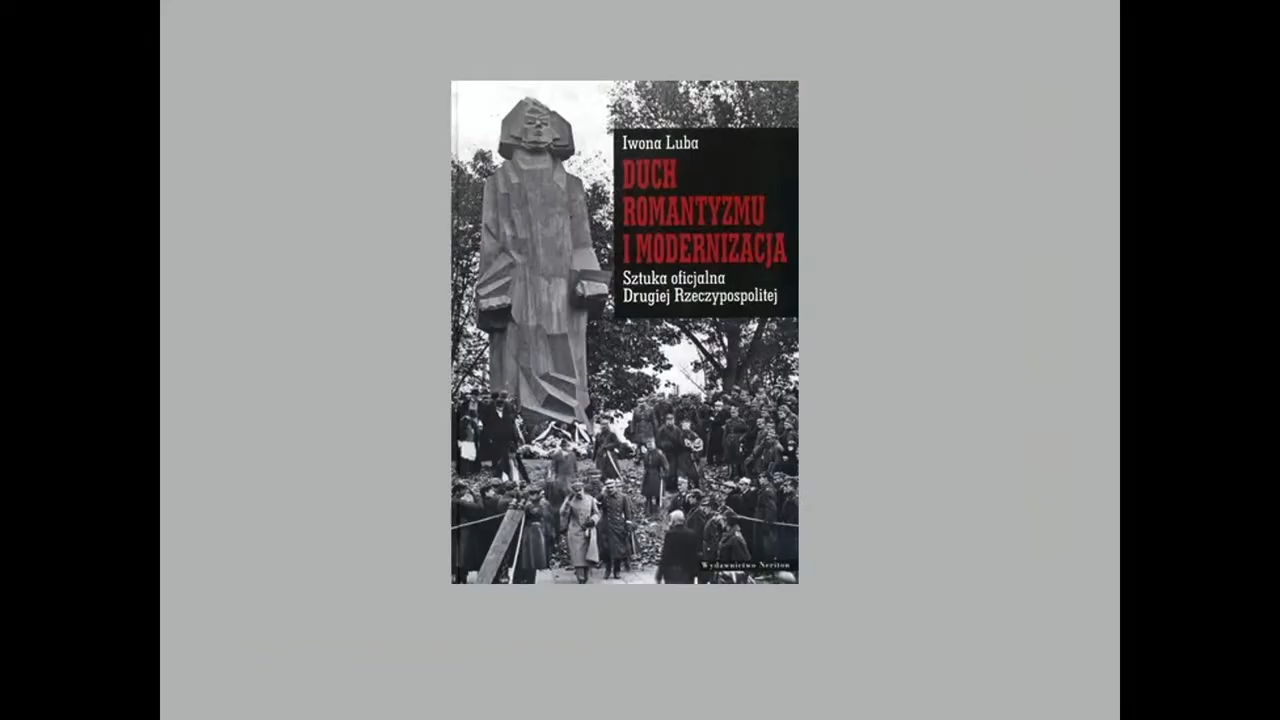 Iwona Luba
DUCH
ROMANTYZMU
I MODERNIZACJA
Sztuka oficjalna
Drugiej Rzeczypospolitej
Wydawnictwo Neriton